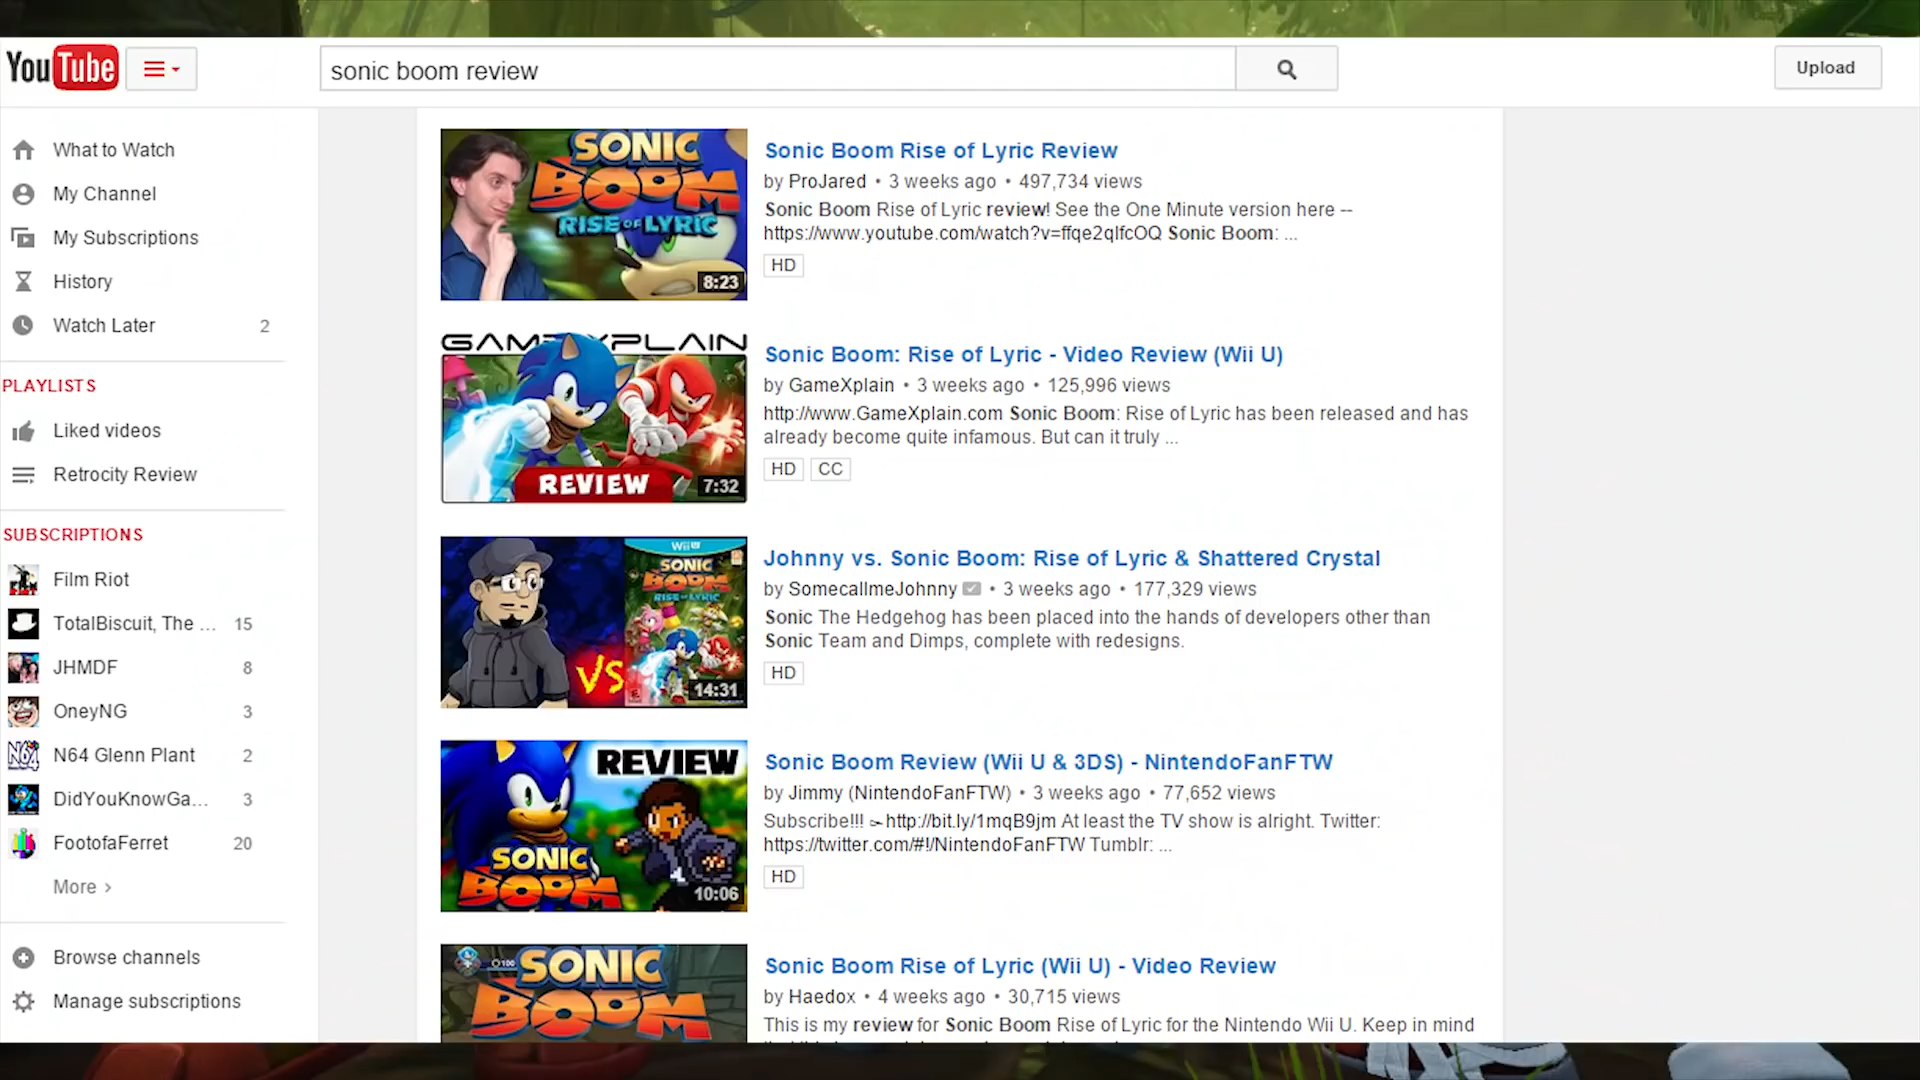 YouTube
sonic boom review
Upload
What to Watch
My Channel
My Subscriptions
History
Watch Later 2
PLAYLISTS
Liked videos
Retrocity Review
SUBSCRIPTIONS
Film Riot
TotalBiscuit, The ... 15
JHMDF 8
OneyNG 3
N64 Glenn Plant 2
DidYouKnowGa... 3
FootofaFerret 20
More ›
Browse channels
Manage subscriptions
SONIC
BOOM
RISE OF LYRIC
8:23
Sonic Boom Rise of Lyric Review
by ProJared • 3 weeks ago • 497,734 views
Sonic Boom Rise of Lyric review! See the One Minute version here --
https://www.youtube.com/watch?v=ffqe2qlfcOQ Sonic Boom: ...
HD
GAMEXPLAIN
REVIEW
7:32
Sonic Boom: Rise of Lyric - Video Review (Wii U)
by GameXplain • 3 weeks ago • 125,996 views
http://www.GameXplain.com Sonic Boom: Rise of Lyric has been released and has
already become quite infamous. But can it truly ...
HD CC
Wii U
SONIC
BOOM
RISE OF LYRIC
VS
14:31
Johnny vs. Sonic Boom: Rise of Lyric & Shattered Crystal
by SomecallmeJohnny • 3 weeks ago • 177,329 views
Sonic The Hedgehog has been placed into the hands of developers other than
Sonic Team and Dimps, complete with redesigns.
HD
REVIEW
SONIC
BOOM
10:06
Sonic Boom Review (Wii U & 3DS) - NintendoFanFTW
by Jimmy (NintendoFanFTW) • 3 weeks ago • 77,652 views
Subscribe!!! ➛http://bit.ly/1mqB9jm At least the TV show is alright. Twitter:
https://twitter.com/#!/NintendoFanFTW Tumblr: ...
HD
100
SONIC
BOOM
Sonic Boom Rise of Lyric (Wii U) - Video Review
by Haedox • 4 weeks ago • 30,715 views
This is my review for Sonic Boom Rise of Lyric for the Nintendo Wii U. Keep in mind